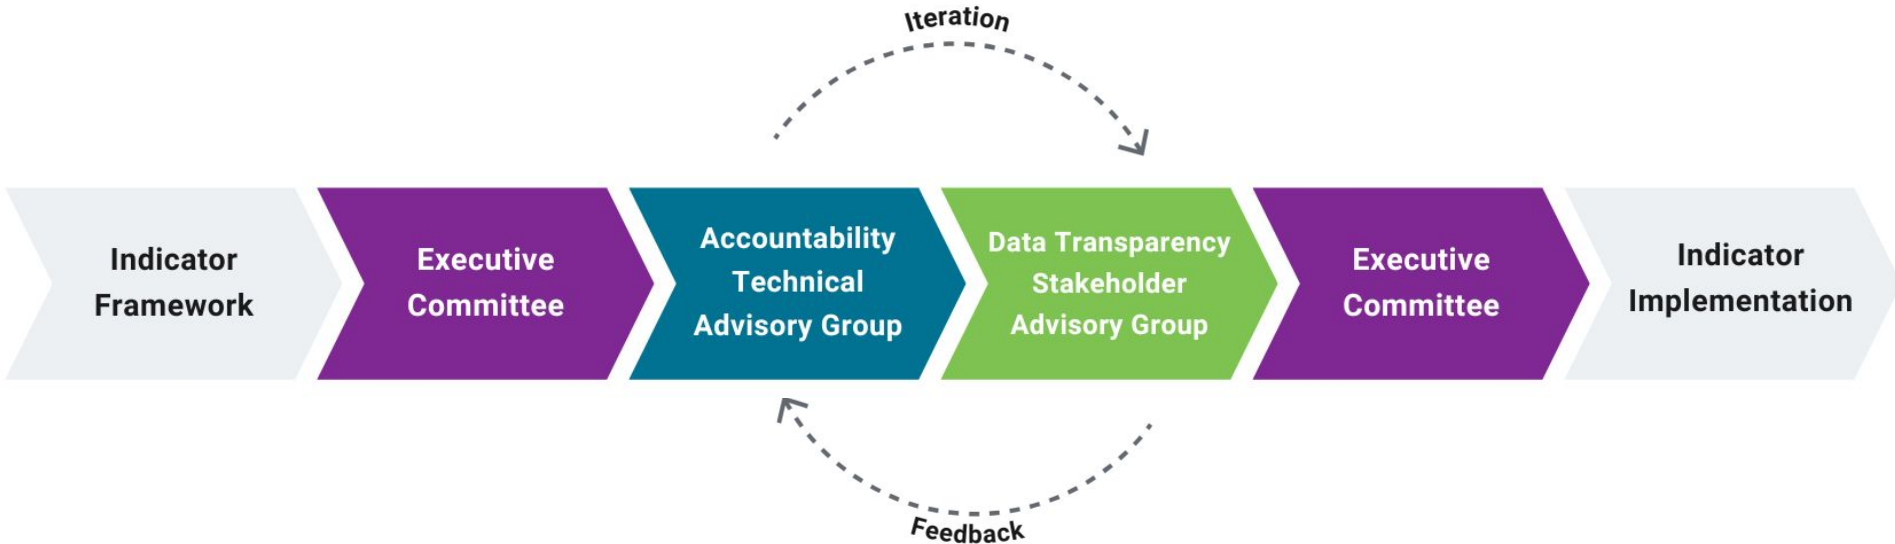 Iteration
Indicator
Framework
Executive
Committee
Accountability
Technical
Advisory Group
Data Transparency
Stakeholder
Advisory Group
Executive
Committee
Indicator
Implementation
Feedback